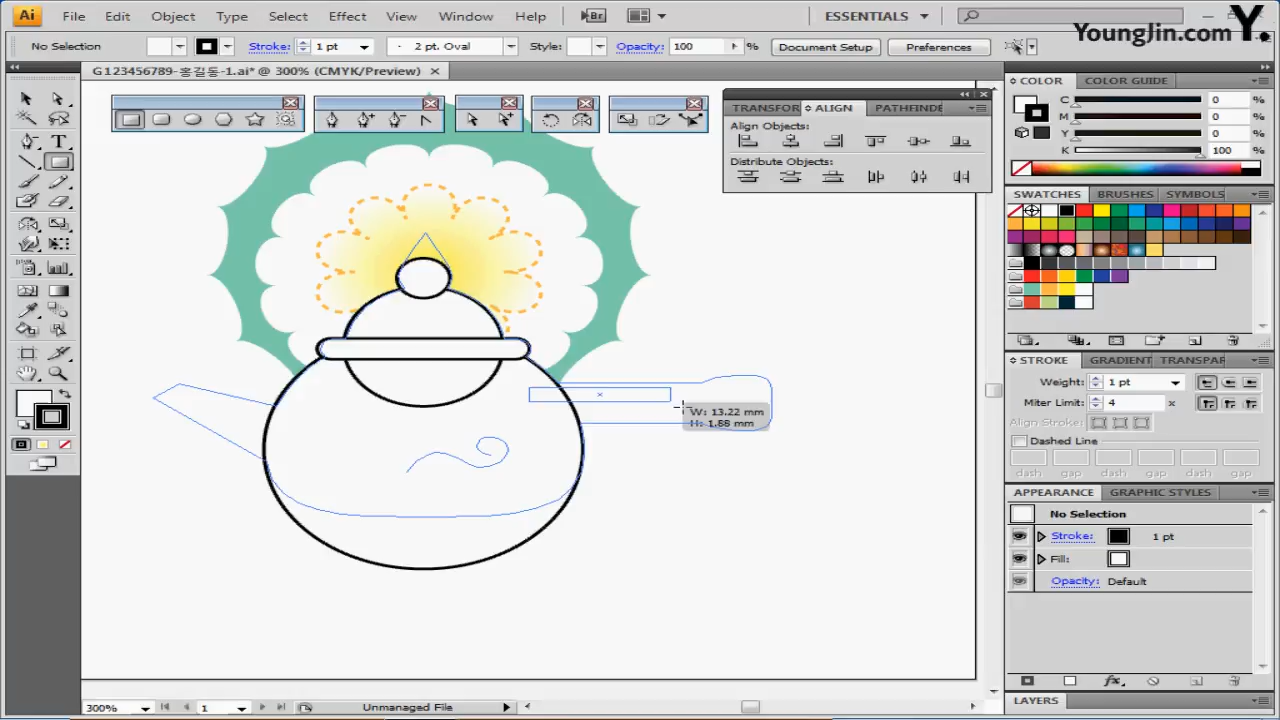 Ai File Edit Object Type Select Effect View Window Help Br ESSENTIALS
YoungJin.com Y.
No Selection Stroke: 1 pt 2 pt. Oval Style: Opacity: 100 % Document Setup Preferences
G123456789-홍길동-1.ai* @ 300% (CMYK/Preview)
COLOR COLOR GUIDE
TRANSFOR ALIGN PATHFINDE
Align Objects:
Distribute Objects:
C 0 %
M 0 %
Y 0 %
K 100 %
SWATCHES BRUSHES SYMBOLS
STROKE GRADIENT TRANSPAR
Weight: 1 pt
Miter Limit: 4 x
Align Stroke:
Dashed Line
dash gap dash gap dash gap
W: 13.22 mm
H: 1.88 mm
APPEARANCE GRAPHIC STYLES
No Selection
Stroke: 1 pt
Fill:
Opacity: Default
LAYERS
300% 1 Unmanaged File